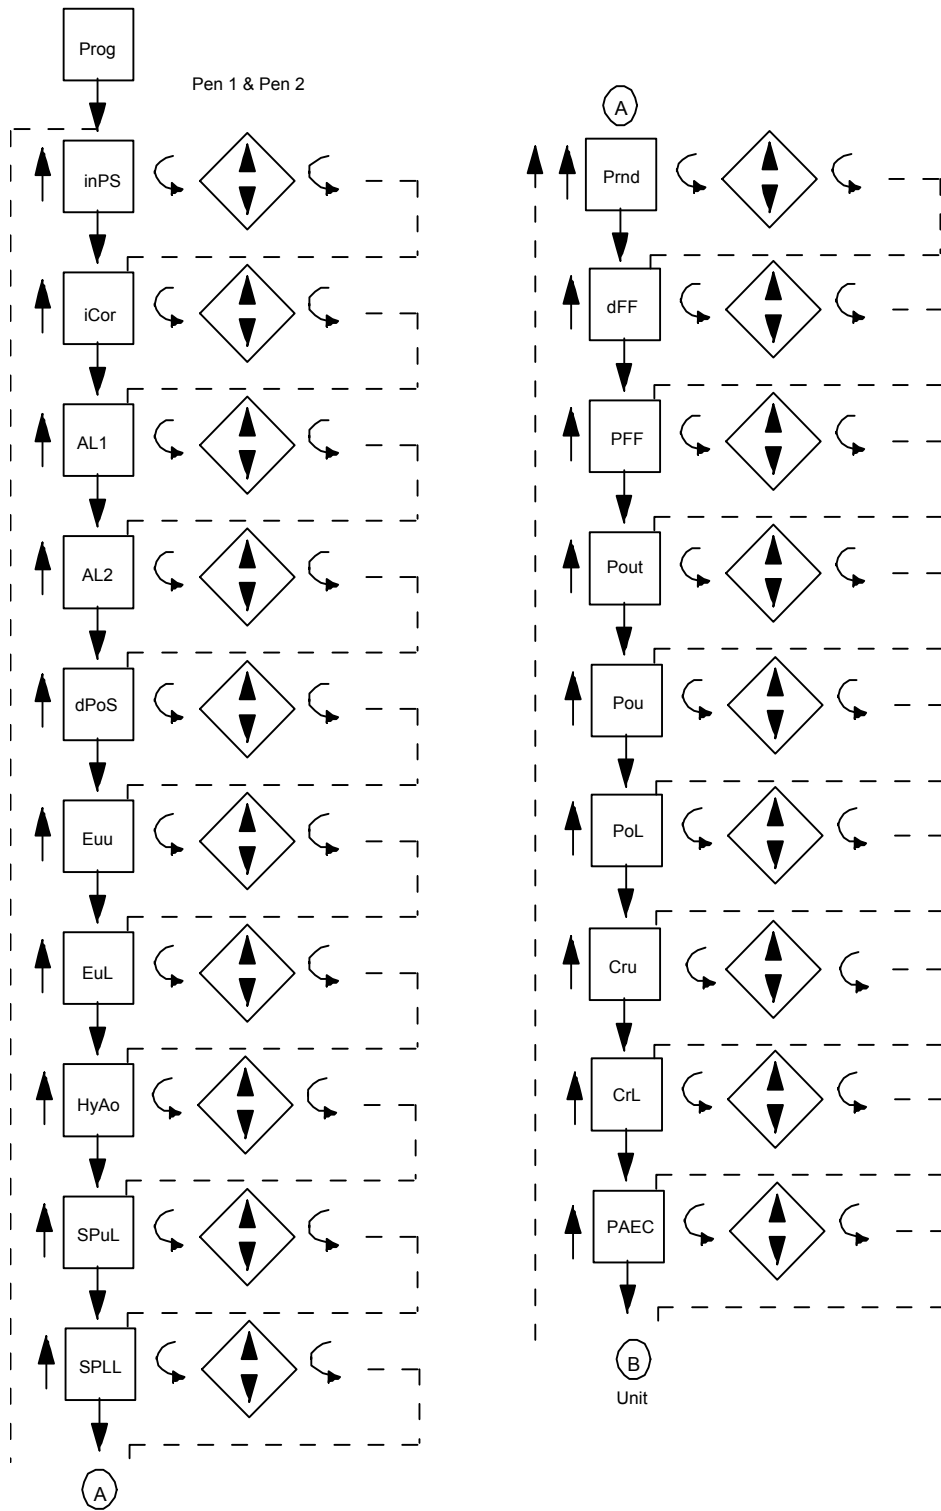 Prog
Pen 1 & Pen 2
inPS
iCor
AL1
AL2
dPoS
Euu
EuL
HyAo
SPuL
SPLL
A
A
Prnd
dFF
PFF
Pout
Pou
PoL
Cru
CrL
PAEC
B
Unit